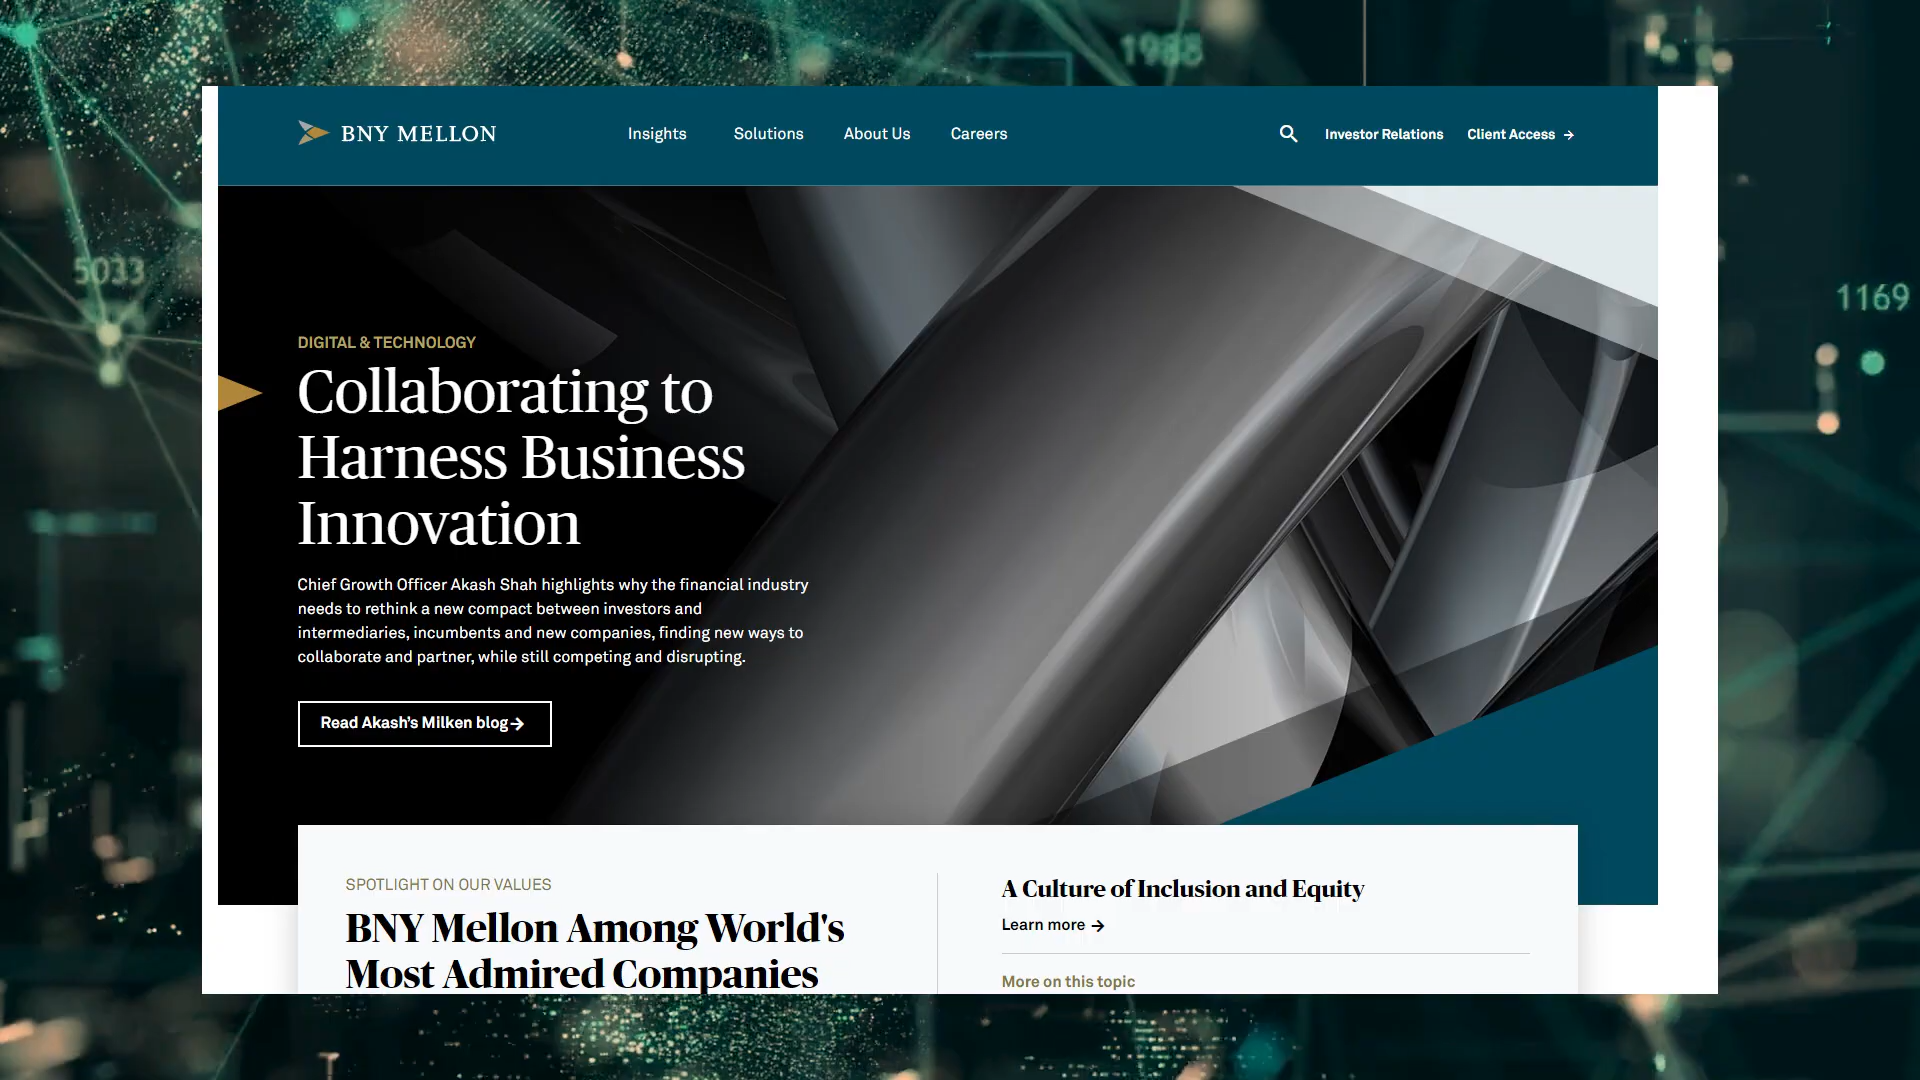 1988
5033
1169
BNY MELLON
Insights
Solutions
About Us
Careers
Investor Relations
Client Access →
DIGITAL & TECHNOLOGY
Collaborating to
Harness Business
Innovation
Chief Growth Officer Akash Shah highlights why the financial industry
needs to rethink a new compact between investors and
intermediaries, incumbents and new companies, finding new ways to
collaborate and partner, while still competing and disrupting.
Read Akash's Milken blog→
SPOTLIGHT ON OUR VALUES
BNY Mellon Among World's
Most Admired Companies
A Culture of Inclusion and Equity
Learn more →
More on this topic